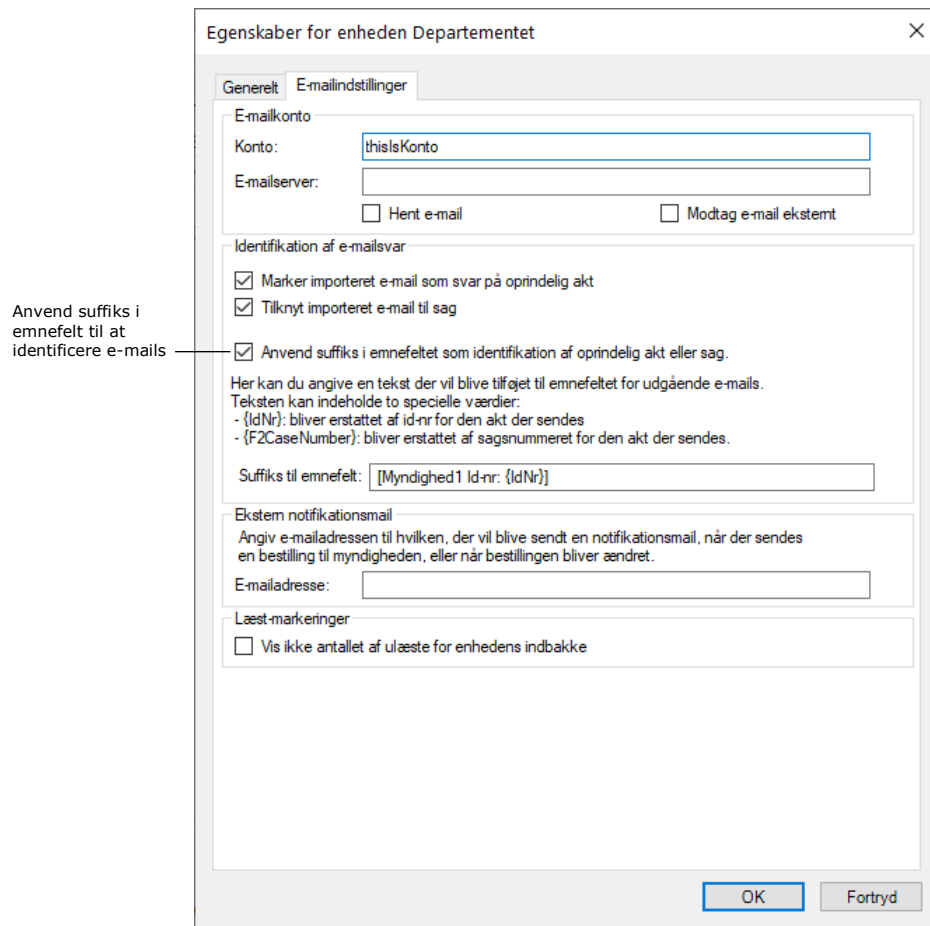 Egenskaber for enheden Departementet
Generelt
E-mailindstillinger
E-mailkonto
Konto:
thisIsKonto
E-mailserver:
Hent e-mail
Modtag e-mail eksternt
Identifikation af e-mailsvar
Marker importeret e-mail som svar på oprindelig akt
Tilknyt importeret e-mail til sag
Anvend suffiks i
emnefelt til at
identificere e-mails
Anvend suffiks i emnefeltet som identifikation af oprindelig akt eller sag.
Her kan du angive en tekst der vil blive tilføjet til emnefeltet for udgående e-mails.
Teksten kan indeholde to specielle værdier:
- {IdNr}: bliver erstattet af id-nr for den akt der sendes
- {F2CaseNumber}: bliver erstattet af sagsnummeret for den akt der sendes.
Suffiks til emnefelt:
[Myndighed1 Id-nr: {IdNr}]
Ekstern notifikationsmail
Angiv e-mailadressen til hvilken, der vil blive sendt en notifikationsmail, når der sendes
en bestilling til myndigheden, eller når bestillingen bliver ændret.
E-mailadresse:
Læst-markeringer
Vis ikke antallet af ulæste for enhedens indbakke
OK
Fortryd